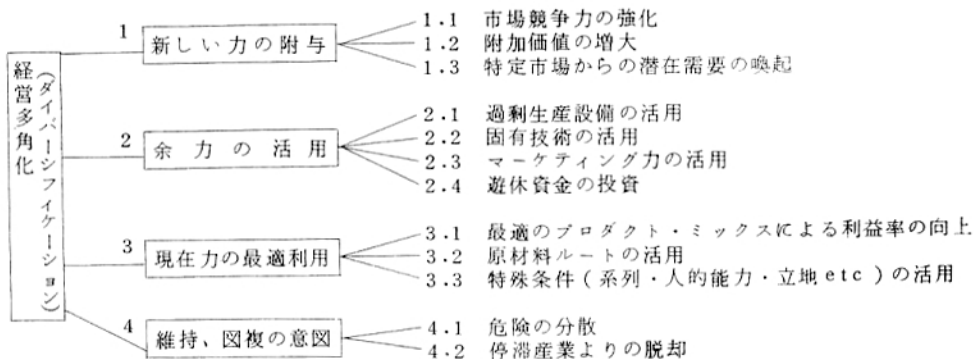 経営多角化
(ダイバーシフィケーション)
1 新しい力の附与
1.1 市場競争力の強化
1.2 附加価値の増大
1.3 特定市場からの潜在需要の喚起
2 余力の活用
2.1 過剰生産設備の活用
2.2 固有技術の活用
2.3 マーケティング力の活用
2.4 遊休資金の投資
3 現在力の最適利用
3.1 最適のプロダクト・ミックスによる利益率の向上
3.2 原材料ルートの活用
3.3 特殊条件(系列・人的能力・立地etc)の活用
4 維持、図複の意図
4.1 危険の分散
4.2 停滞産業よりの脱却